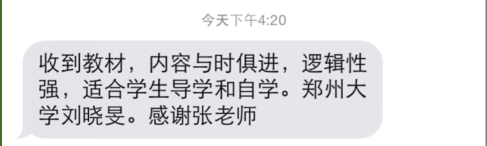 今天下午4:20
收到教材，内容与时俱进，逻辑性
强，适合学生导学和自学。郑州大
学刘晓旻。感谢张老师